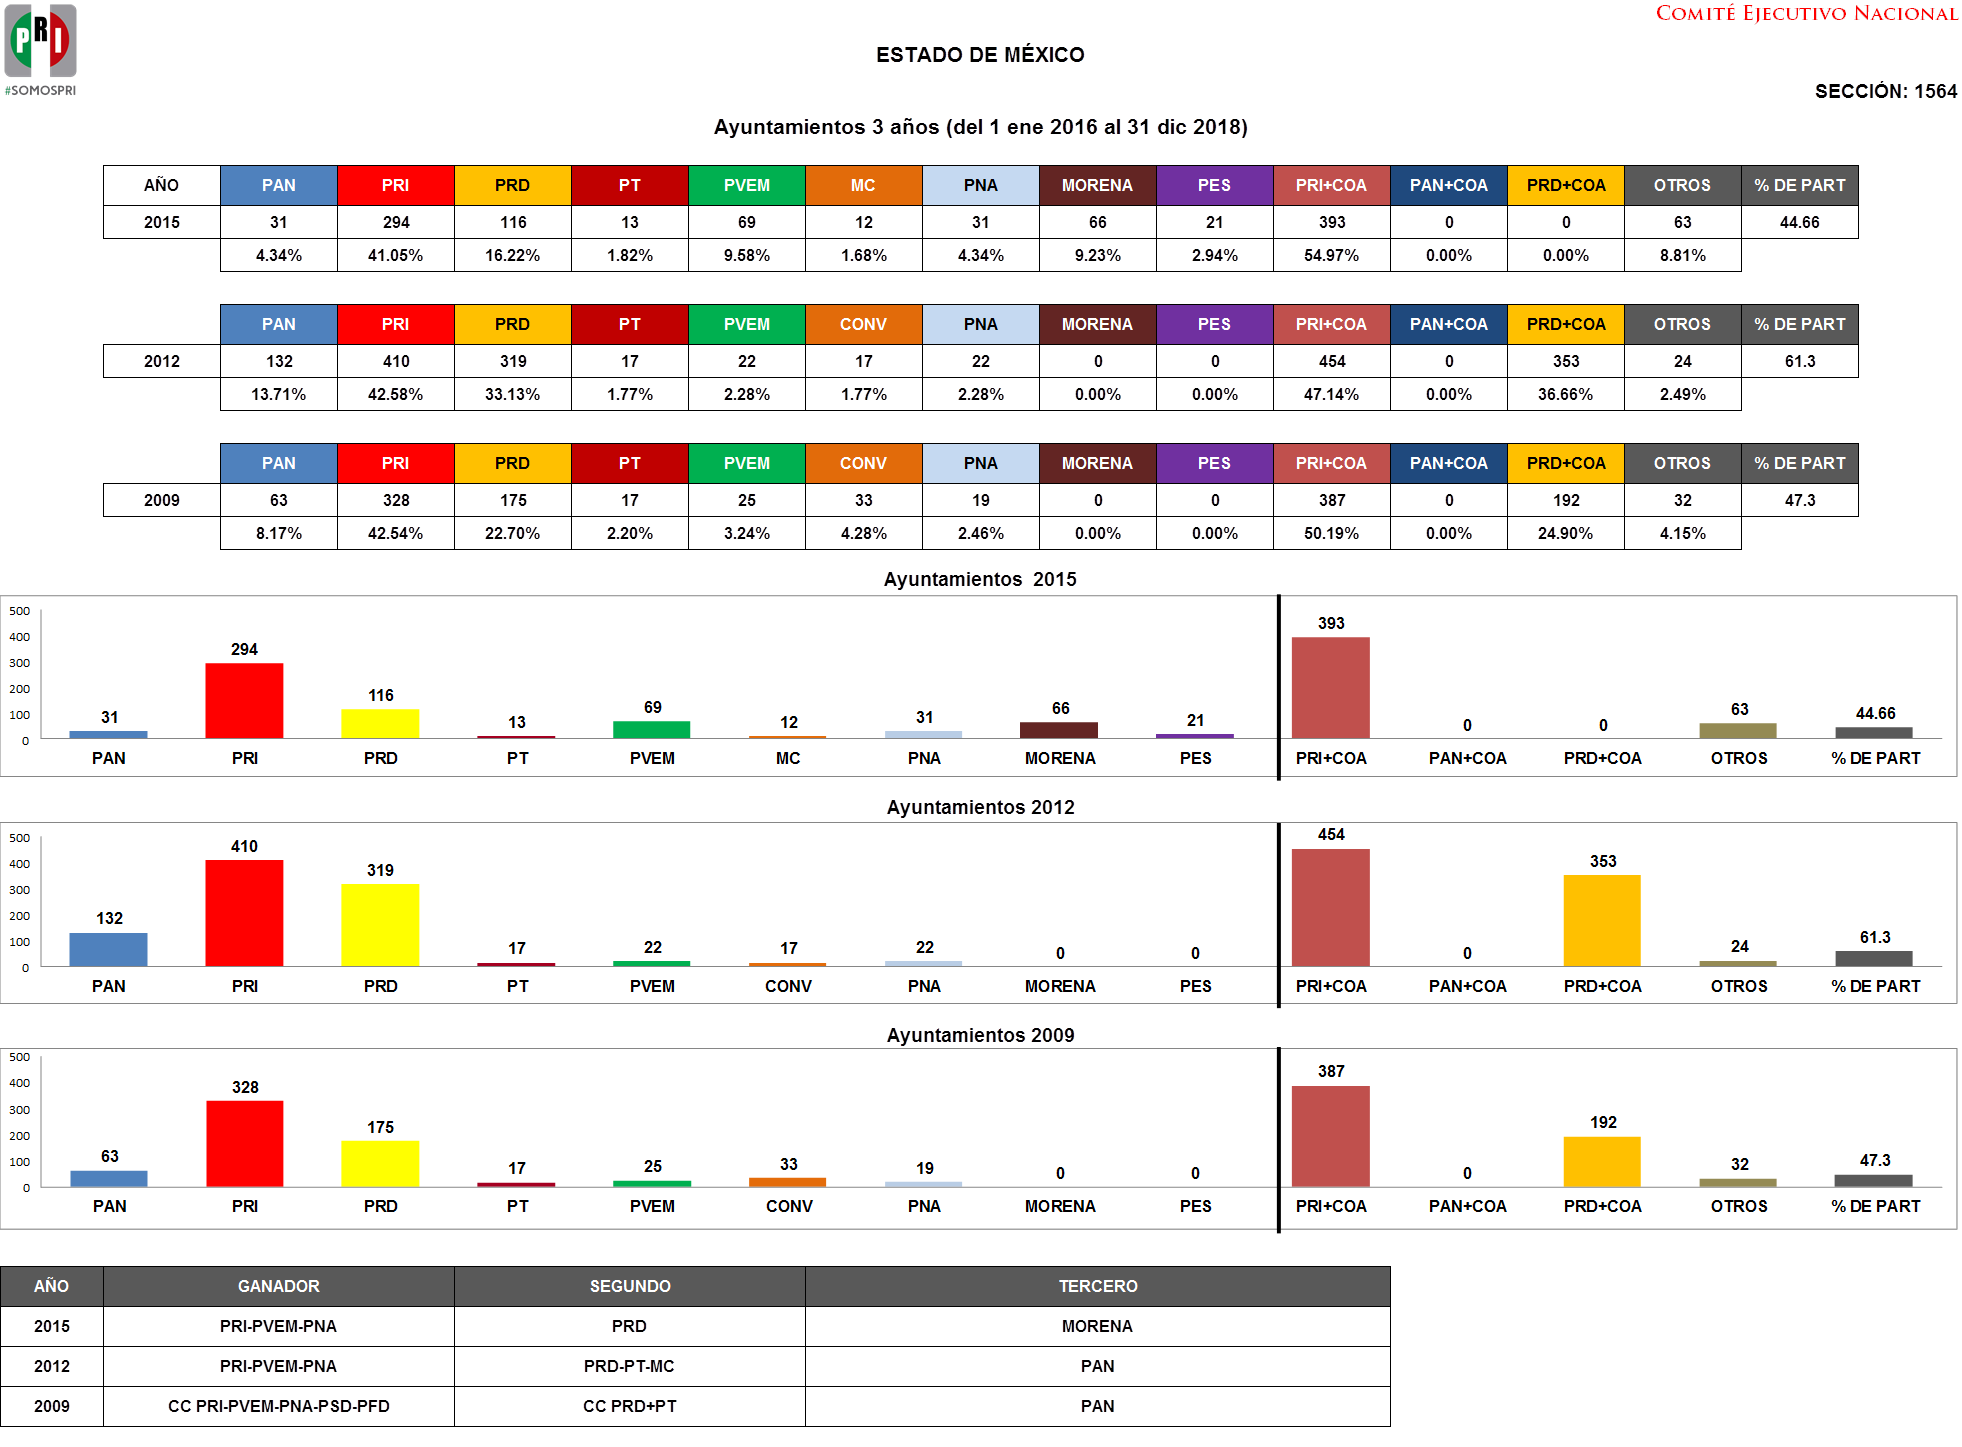 PRI
#SOMOSPRI
COMITÉ EJECUTIVO NACIONAL
ESTADO DE MÉXICO
SECCIÓN: 1564
Ayuntamientos 3 años (del 1 ene 2016 al 31 dic 2018)
AÑO PAN PRI PRD PT PVEM MC PNA MORENA PES PRI+COA PAN+COA PRD+COA OTROS % DE PART
2015 31 294 116 13 69 12 31 66 21 393 0 0 63 44.66
4.34% 41.05% 16.22% 1.82% 9.58% 1.68% 4.34% 9.23% 2.94% 54.97% 0.00% 0.00% 8.81%
PAN PRI PRD PT PVEM CONV PNA MORENA PES PRI+COA PAN+COA PRD+COA OTROS % DE PART
2012 132 410 319 17 22 17 22 0 0 454 0 353 24 61.3
13.71% 42.58% 33.13% 1.77% 2.28% 1.77% 2.28% 0.00% 0.00% 47.14% 0.00% 36.66% 2.49%
PAN PRI PRD PT PVEM CONV PNA MORENA PES PRI+COA PAN+COA PRD+COA OTROS % DE PART
2009 63 328 175 17 25 33 19 0 0 387 0 192 32 47.3
8.17% 42.54% 22.70% 2.20% 3.24% 4.28% 2.46% 0.00% 0.00% 50.19% 0.00% 24.90% 4.15%
Ayuntamientos 2015
500
400
300
200
100
0
31 294 116 13 69 12 31 66 21 393 0 0 63 44.66
PAN PRI PRD PT PVEM MC PNA MORENA PES PRI+COA PAN+COA PRD+COA OTROS % DE PART
Ayuntamientos 2012
500
400
300
200
100
0
132 410 319 17 22 17 22 0 0 454 0 353 24 61.3
PAN PRI PRD PT PVEM CONV PNA MORENA PES PRI+COA PAN+COA PRD+COA OTROS % DE PART
Ayuntamientos 2009
500
400
300
200
100
0
63 328 175 17 25 33 19 0 0 387 0 192 32 47.3
PAN PRI PRD PT PVEM CONV PNA MORENA PES PRI+COA PAN+COA PRD+COA OTROS % DE PART
AÑO GANADOR SEGUNDO TERCERO
2015 PRI-PVEM-PNA PRD MORENA
2012 PRI-PVEM-PNA PRD-PT-MC PAN
2009 CC PRI-PVEM-PNA-PSD-PFD CC PRD+PT PAN